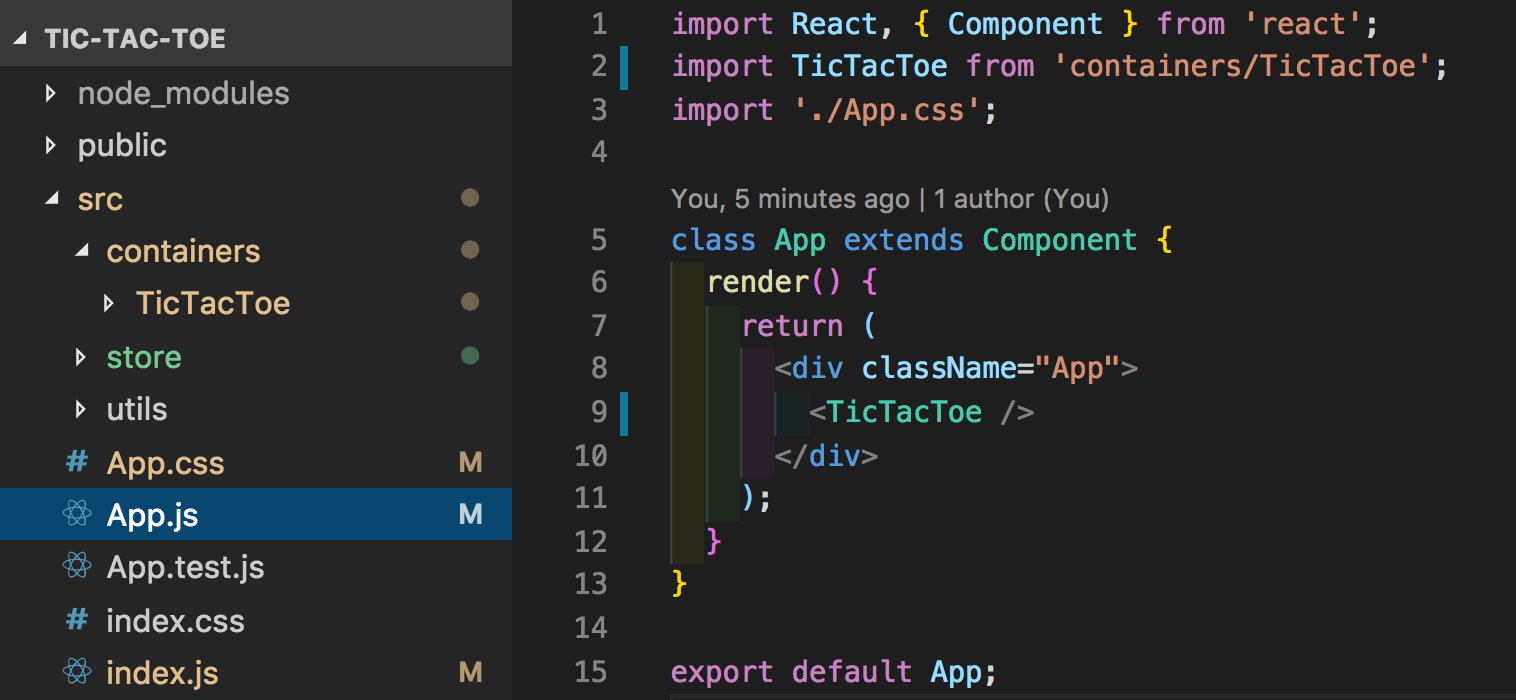 TIC-TAC-TOE
node_modules
public
src
containers
TicTacToe
store
utils
# App.css M
App.js M
App.test.js
# index.css
index.js M
1 import React, { Component } from 'react';
2 import TicTacToe from 'containers/TicTacToe';
3 import './App.css';
4
You, 5 minutes ago | 1 author (You)
5 class App extends Component {
6 render() {
7 return (
8 <div className="App">
9 <TicTacToe />
10 </div>
11 );
12 }
13 }
14
15 export default App;